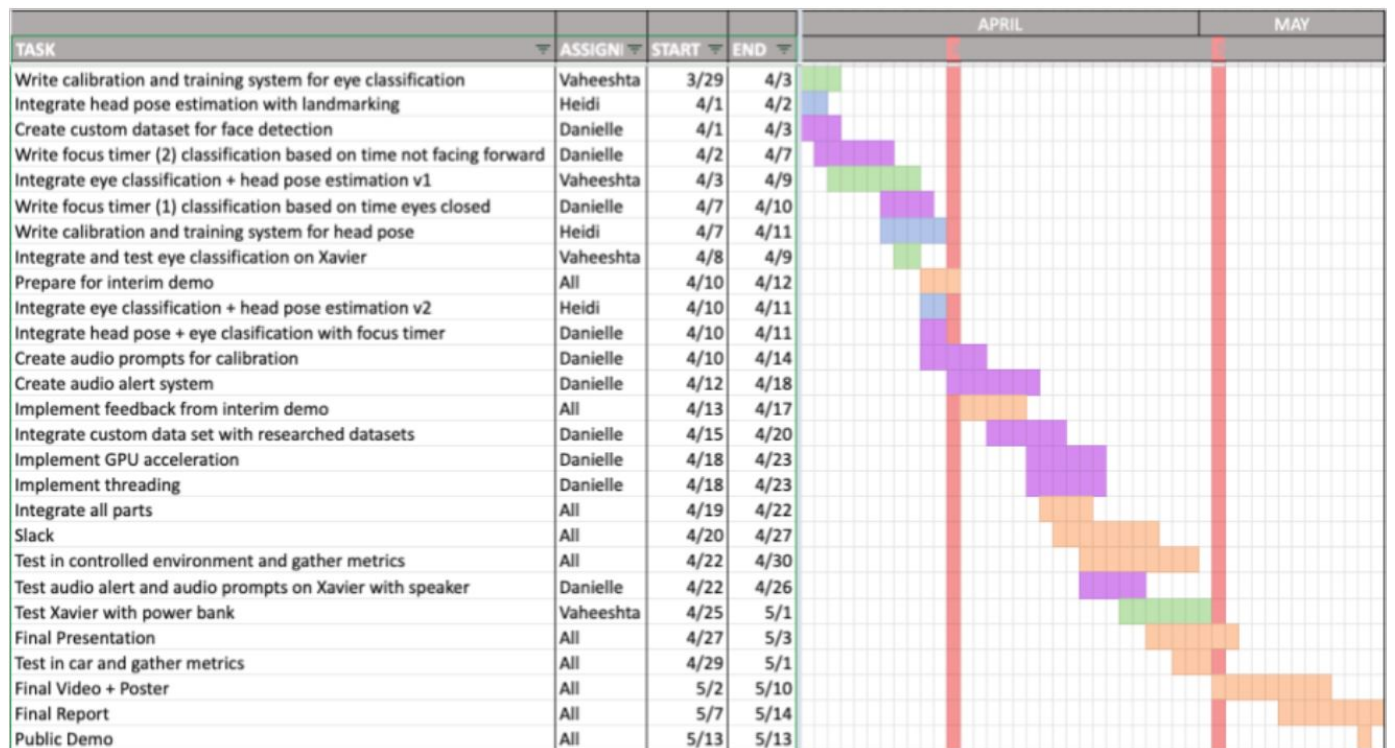 APRIL MAY
TASK ASSIGNI START END
Write calibration and training system for eye classification Vaheeshta 3/29 4/3
Integrate head pose estimation with landmarking Heidi 4/1 4/2
Create custom dataset for face detection Danielle 4/1 4/3
Write focus timer (2) classification based on time not facing forward Danielle 4/2 4/7
Integrate eye classification + head pose estimation v1 Vaheeshta 4/3 4/9
Write focus timer (1) classification based on time eyes closed Danielle 4/7 4/10
Write calibration and training system for head pose Heidi 4/7 4/11
Integrate and test eye classification on Xavier Vaheeshta 4/8 4/9
Prepare for interim demo All 4/10 4/12
Integrate eye classification + head pose estimation v2 Heidi 4/10 4/11
Integrate head pose + eye clasification with focus timer Danielle 4/10 4/11
Create audio prompts for calibration Danielle 4/10 4/14
Create audio alert system Danielle 4/12 4/18
Implement feedback from interim demo All 4/13 4/17
Integrate custom data set with researched datasets Danielle 4/15 4/20
Implement GPU acceleration Danielle 4/18 4/23
Implement threading Danielle 4/18 4/23
Integrate all parts All 4/19 4/22
Slack All 4/20 4/27
Test in controlled environment and gather metrics All 4/22 4/30
Test audio alert and audio prompts on Xavier with speaker Danielle 4/22 4/26
Test Xavier with power bank Vaheeshta 4/25 5/1
Final Presentation All 4/27 5/3
Test in car and gather metrics All 4/29 5/1
Final Video + Poster All 5/2 5/10
Final Report All 5/7 5/14
Public Demo All 5/13 5/13